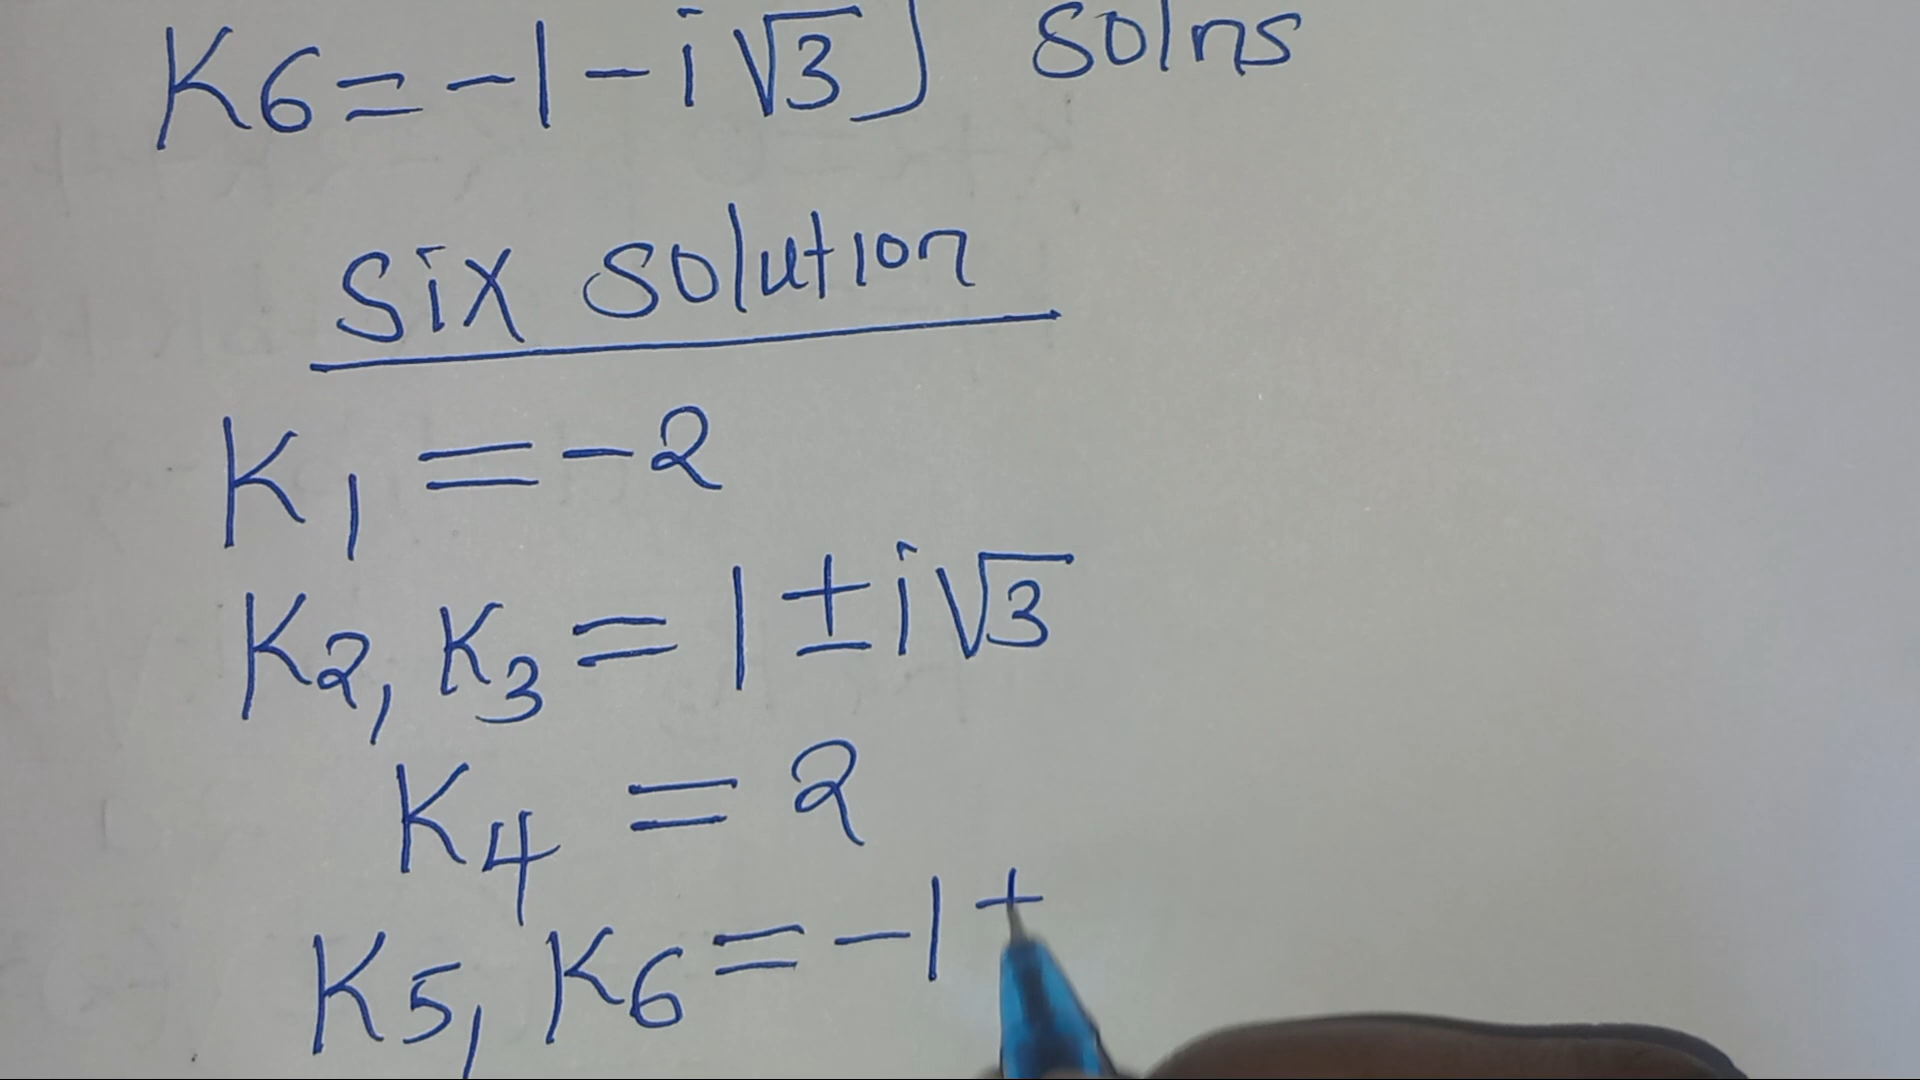 K6 = -1 - i√3] solns
Six solution
K1 = -2
K2, K3 = 1 ± i√3
K4 = 2
K5, K6 = -1 +